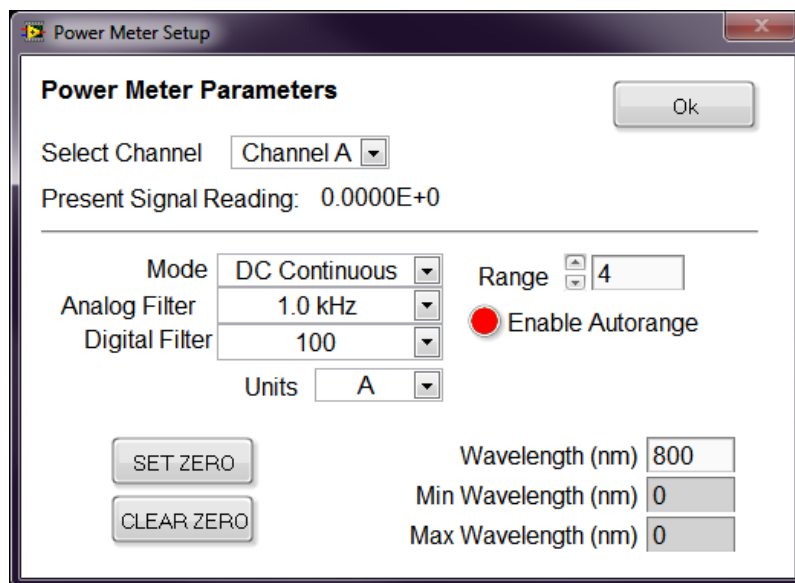 Power Meter Setup
Power Meter Parameters
Ok
Select Channel Channel A
Present Signal Reading: 0.0000E+0
Mode DC Continuous
Range 4
Analog Filter 1.0 kHz
Enable Autorange
Digital Filter 100
Units A
SET ZERO
Wavelength (nm) 800
Min Wavelength (nm) 0
CLEAR ZERO
Max Wavelength (nm) 0